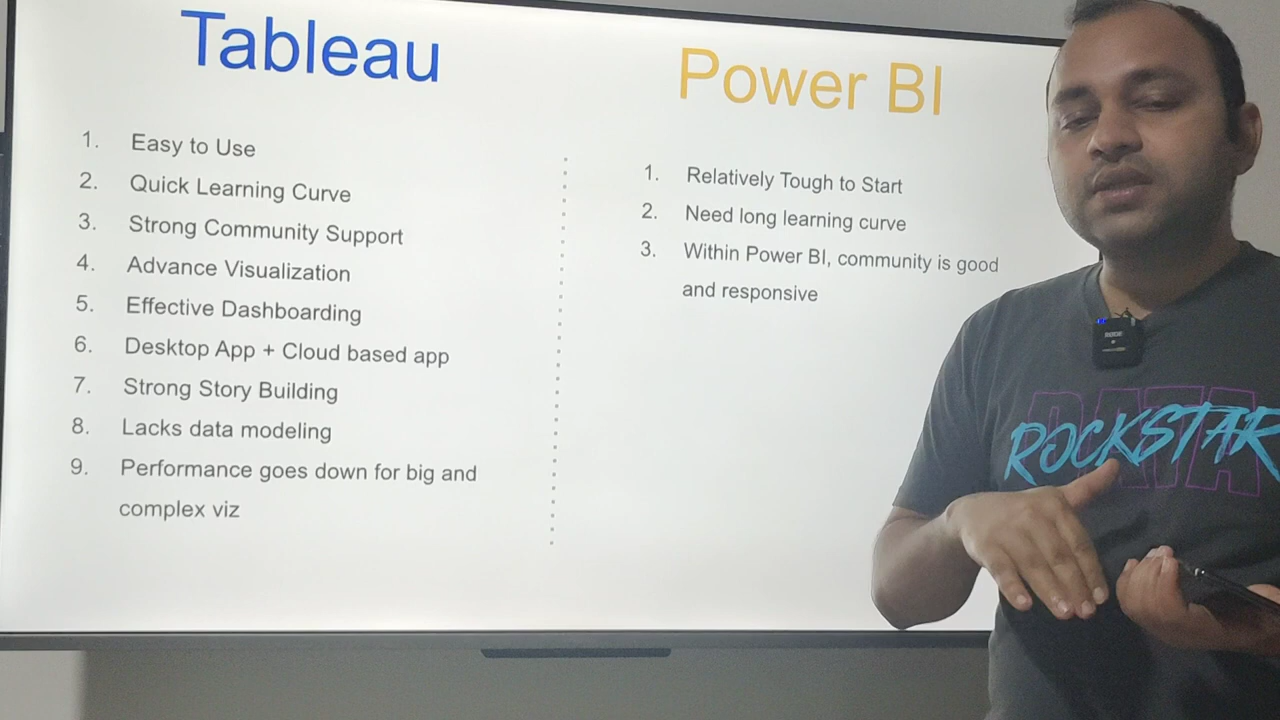 Tableau
1. Easy to Use
2. Quick Learning Curve
3. Strong Community Support
4. Advance Visualization
5. Effective Dashboarding
6. Desktop App + Cloud based app
7. Strong Story Building
8. Lacks data modeling
9. Performance goes down for big and
complex viz
Power BI
1. Relatively Tough to Start
2. Need long learning curve
3. Within Power BI, community is good
and responsive
RODE
DATA
ROCKSTAR